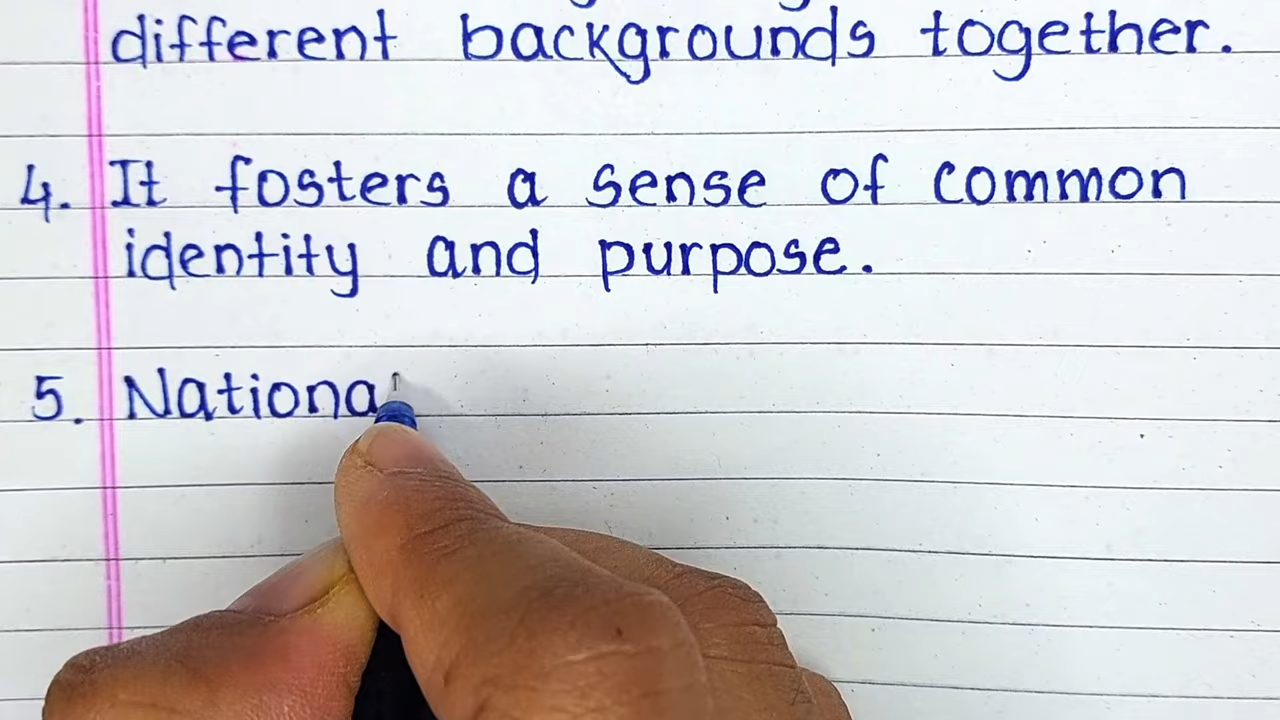 different backgrounds together.
4. It fosters a sense of common
identity and purpose.
5. Nationa